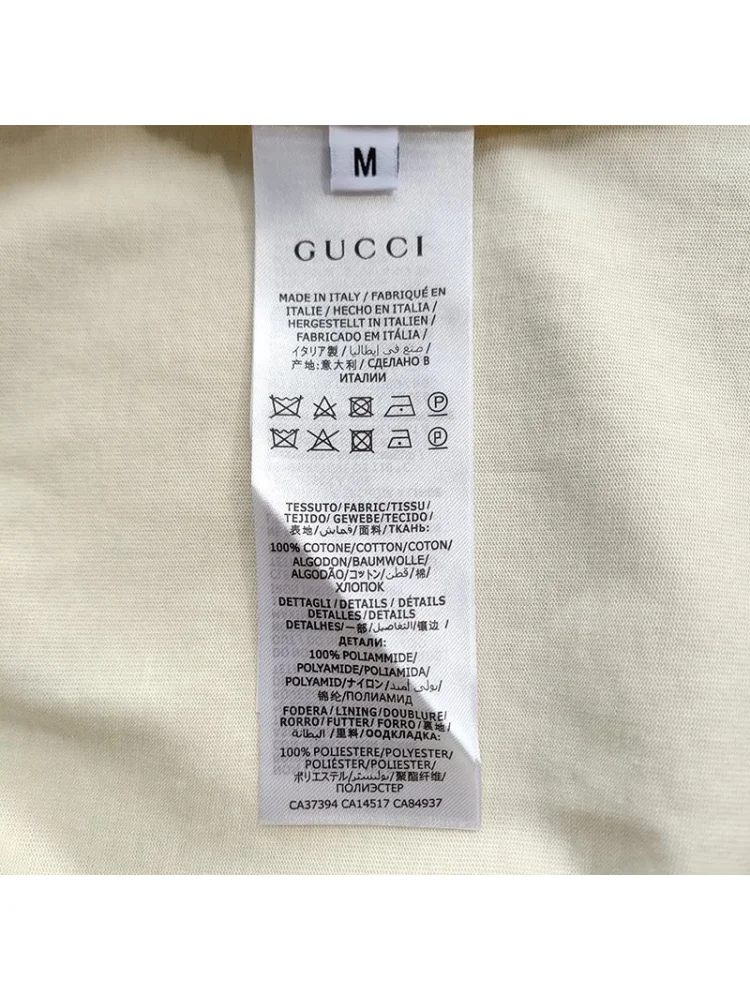 M
GUCCI
MADE IN ITALY / FABRIQUÉ EN
ITALIE / HECHO EN ITALIA /
HERGESTELLT IN ITALIEN /
FABRICADO EM ITÁLIA /
イタリア製 / صنع في إيطاليا /
产地:意大利 / СДЕЛАНО В
ИТАЛИИ
P
P
TESSUTO/FABRIC/TISSU/
TEJIDO/ GEWEBE/TECIDO/
表地/قماش/面料/ТКАНЬ:
100% COTONE/COTTON/COTON/
ALGODON/BAUMWOLLE/
ALGODÃO/コットン/قطن/棉/
ХЛОПОК
DETTAGLI/DETAILS / DÉTAILS
DETALLES/DETAILS
DETALHES/一部/التفاصيل/镶边 /
ДЕТАЛИ:
100% POLIAMMIDE/
POLYAMIDE/POLIAMIDA/
POLYAMID/ナイロン/بولي أميد/
锦纶/ПОЛИАМИД
FODERA / LINING/DOUBLURE/
RORRO/FUTTER/ FORRO/裏地/
البطانة /里料/ООДКЛАДКА:
100% POLIESTERE/POLYESTER/
POLIÉSTER/POLIESTER/
ポリエステル/بوليستر/聚酯纤维/
ПОЛИЭСТЕР
CA37394 CA14517 CA84937